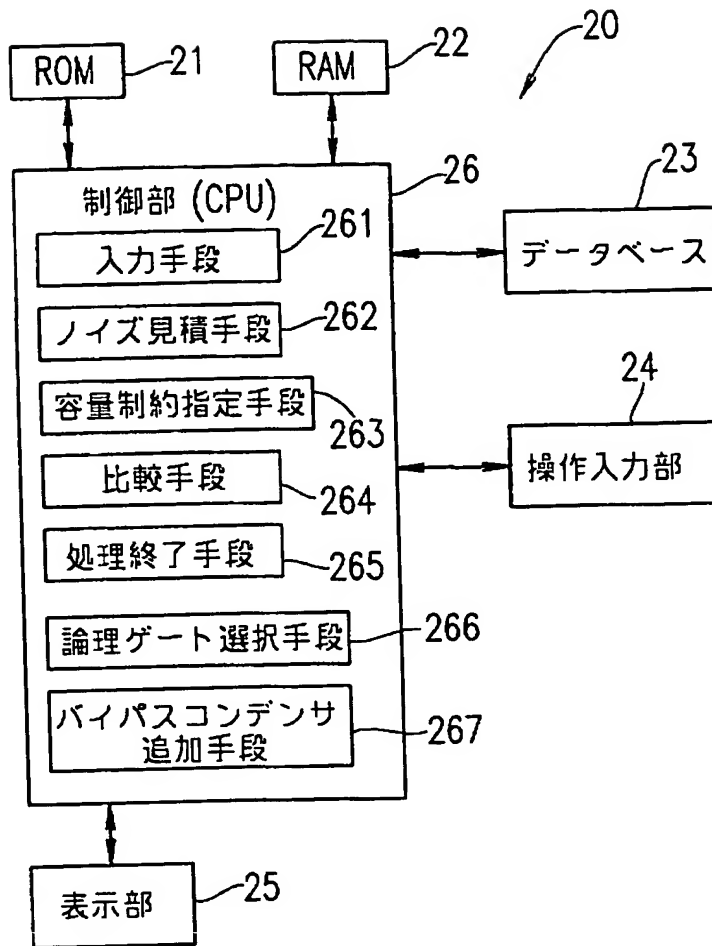 20
ROM
21
RAM
22
制御部 (CPU)
26
入力手段
261
ノイズ見積手段
262
容量制約指定手段
263
比較手段
264
処理終了手段
265
論理ゲート選択手段
266
バイパスコンデンサ
追加手段
267
23
データベース
24
操作入力部
表示部
25